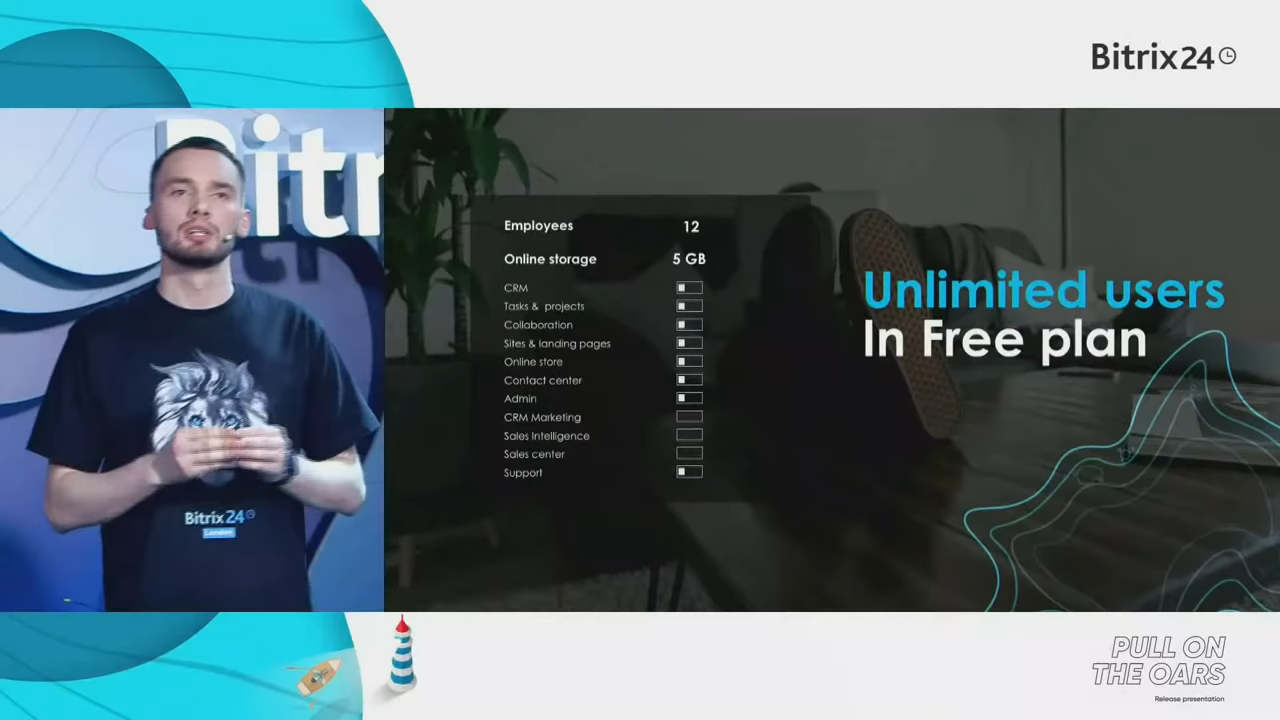 Bitrix24
Bitr
Employees 12
Online storage 5 GB
CRM
Tasks & projects
Collaboration
Sites & landing pages
Online store
Contact center
Admin
CRM Marketing
Sales Intelligence
Sales center
Support
Unlimited users
In Free plan
Bitrix24
London
PULL ON
THE OARS
Release presentation